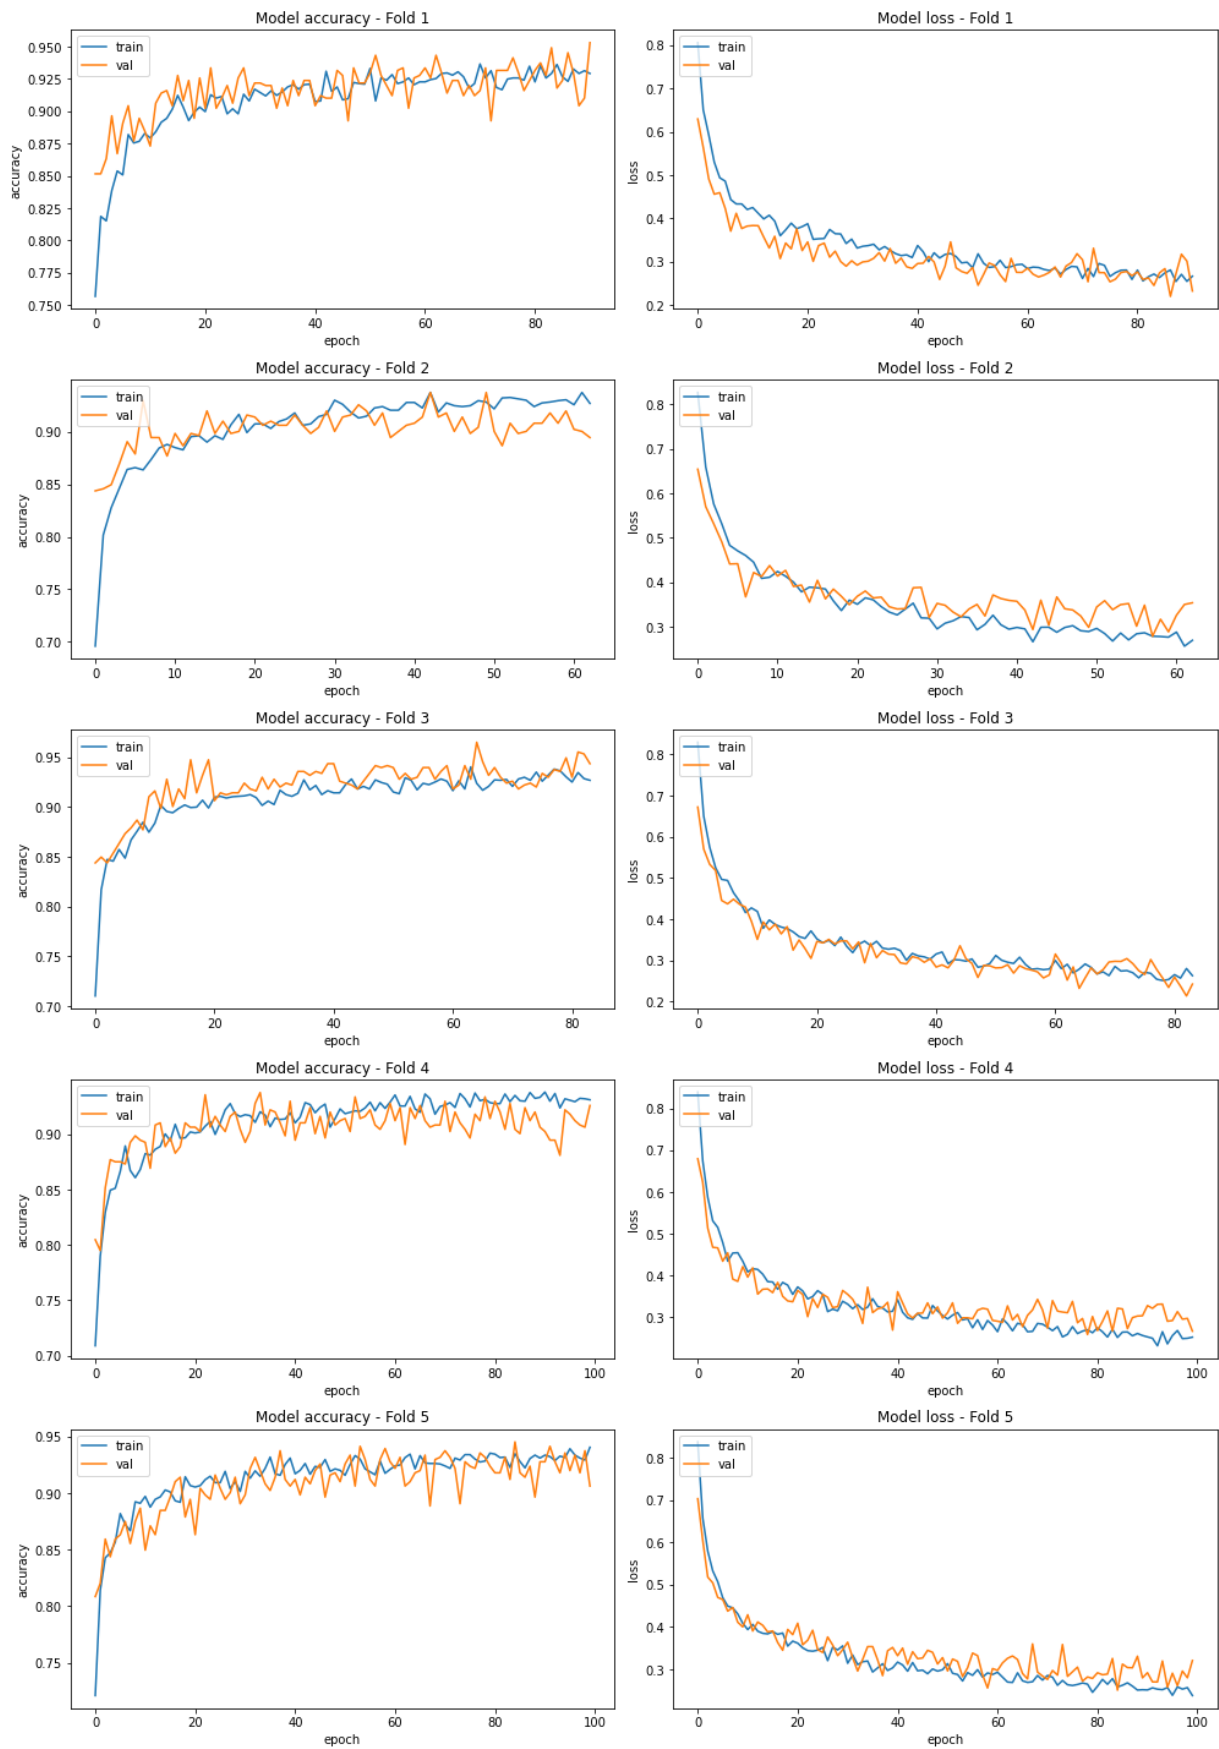 Model accuracy - Fold 1
train
val
0.950
0.925
0.900
0.875
0.850
0.825
0.800
0.775
0.750
accuracy
0 20 40 60 80
epoch
Model loss - Fold 1
train
val
0.8
0.7
0.6
0.5
0.4
0.3
0.2
loss
0 20 40 60 80
epoch
Model accuracy - Fold 2
train
val
0.90
0.85
0.80
0.75
0.70
accuracy
0 10 20 30 40 50 60
epoch
Model loss - Fold 2
train
val
0.8
0.7
0.6
0.5
0.4
0.3
loss
0 10 20 30 40 50 60
epoch
Model accuracy - Fold 3
train
val
0.95
0.90
0.85
0.80
0.75
0.70
accuracy
0 20 40 60 80
epoch
Model loss - Fold 3
train
val
0.8
0.7
0.6
0.5
0.4
0.3
0.2
loss
0 20 40 60 80
epoch
Model accuracy - Fold 4
train
val
0.90
0.85
0.80
0.75
0.70
accuracy
0 20 40 60 80 100
epoch
Model loss - Fold 4
train
val
0.8
0.7
0.6
0.5
0.4
0.3
loss
0 20 40 60 80 100
epoch
Model accuracy - Fold 5
train
val
0.95
0.90
0.85
0.80
0.75
accuracy
0 20 40 60 80 100
epoch
Model loss - Fold 5
train
val
0.8
0.7
0.6
0.5
0.4
0.3
loss
0 20 40 60 80 100
epoch